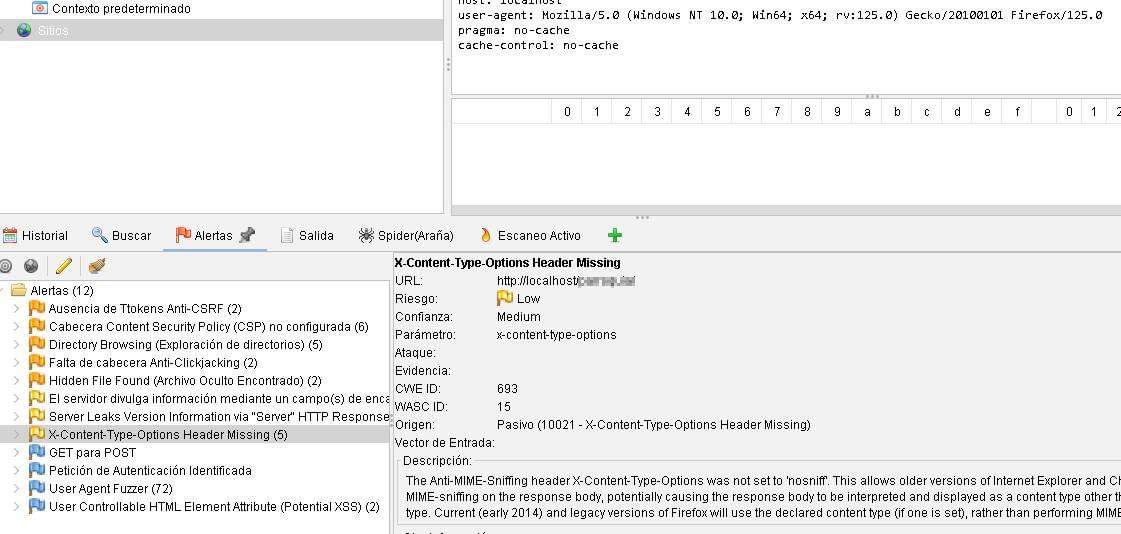 Contexto predeterminado
Sitios
host: localhost
user-agent: Mozilla/5.0 (Windows NT 10.0; Win64; x64; rv:125.0) Gecko/20100101 Firefox/125.0
pragma: no-cache
cache-control: no-cache
0 1 2 3 4 5 6 7 8 9 a b c d e f 0 1 2
Historial Buscar Alertas Salida Spider(Araña) Escaneo Activo
Alertas (12)
Ausencia de Ttokens Anti-CSRF (2)
Cabecera Content Security Policy (CSP) no configurada (6)
Directory Browsing (Exploración de directorios) (5)
Falta de cabecera Anti-Clickjacking (2)
Hidden File Found (Archivo Oculto Encontrado) (2)
El servidor divulga información mediante un campo(s) de enca
Server Leaks Version Information via "Server" HTTP Response
X-Content-Type-Options Header Missing (5)
GET para POST
Petición de Autenticación Identificada
User Agent Fuzzer (72)
User Controllable HTML Element Attribute (Potential XSS) (2)
X-Content-Type-Options Header Missing
URL: http://localhost/
Riesgo: Low
Confianza: Medium
Parámetro: x-content-type-options
Ataque:
Evidencia:
CWE ID: 693
WASC ID: 15
Origen: Pasivo (10021 - X-Content-Type-Options Header Missing)
Vector de Entrada:
Descripción:
The Anti-MIME-Sniffing header X-Content-Type-Options was not set to 'nosniff'. This allows older versions of Internet Explorer and Ch
MIME-sniffing on the response body, potentially causing the response body to be interpreted and displayed as a content type other th
type. Current (early 2014) and legacy versions of Firefox will use the declared content type (if one is set), rather than performing MIME